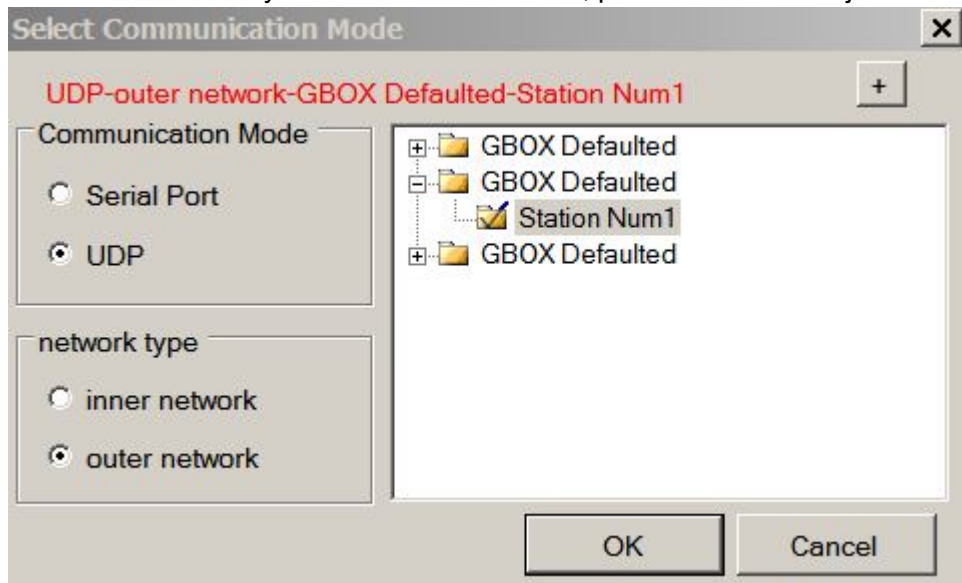 Select Communication Mode
UDP-outer network-GBOX Defaulted-Station Num1
+
Communication Mode
Serial Port
UDP
network type
inner network
outer network
GBOX Defaulted
GBOX Defaulted
Station Num1
GBOX Defaulted
OK
Cancel